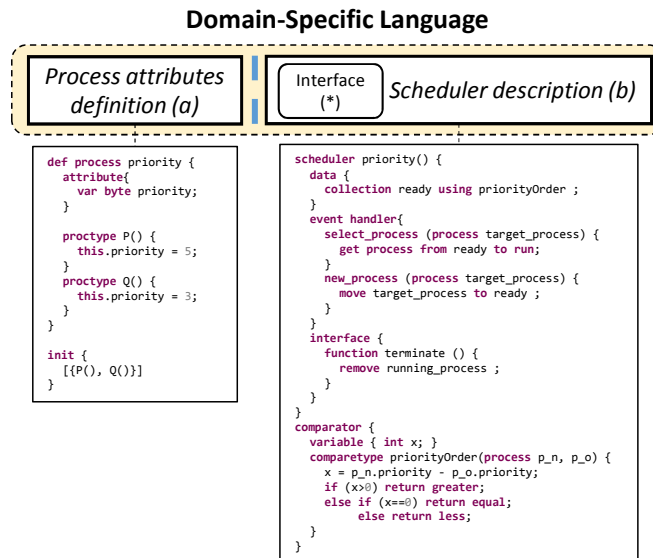 Domain-Specific Language
Process attributes
definition (a)
Interface
(*)
Scheduler description (b)
def process priority {
  attribute{
    var byte priority;
  }

  proctype P() {
    this.priority = 5;
  }
  proctype Q() {
    this.priority = 3;
  }
}

init {
  [{P(), Q()}]
}
scheduler priority() {
  data {
    collection ready using priorityOrder ;
  }
  event handler{
    select_process (process target_process) {
      get process from ready to run;
    }
    new_process (process target_process) {
      move target_process to ready ;
    }
  }
  interface {
    function terminate () {
      remove running_process ;
    }
  }
}
comparator {
  variable { int x; }
  comparetype priorityOrder(process p_n, p_o) {
    x = p_n.priority - p_o.priority;
    if (x>0) return greater;
    else if (x==0) return equal;
         else return less;
  }
}